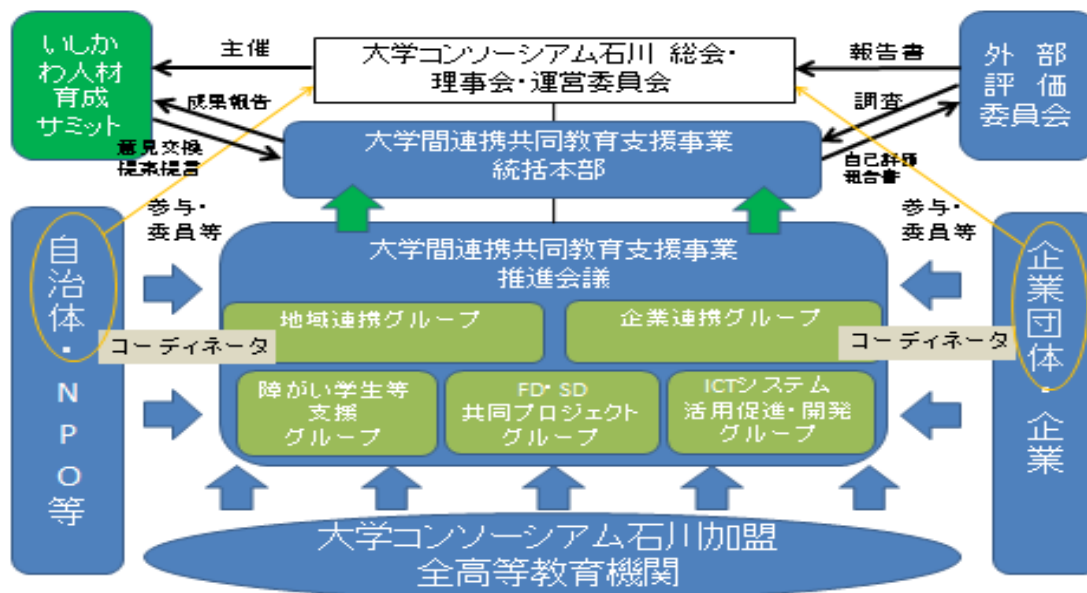 いしか
わ人材
育成
サミット
主催
大学コンソーシアム石川 総会・
理事会・運営委員会
報告書
外部
評価
委員会
成果報告
調査
意見交換
提案提言
大学間連携共同教育支援事業
統括本部
自己評価
報告書
参与・
委員等
参与・
委員等
自治体・NPO等
大学間連携共同教育支援事業
推進会議
企業団体・企業
地域連携グループ
企業連携グループ
コーディネータ
コーディネータ
障がい学生等
支援
グループ
FD・SD
共同プロジェクト
グループ
ICTシステム
活用促進・開発
グループ
大学コンソーシアム石川加盟
全高等教育機関